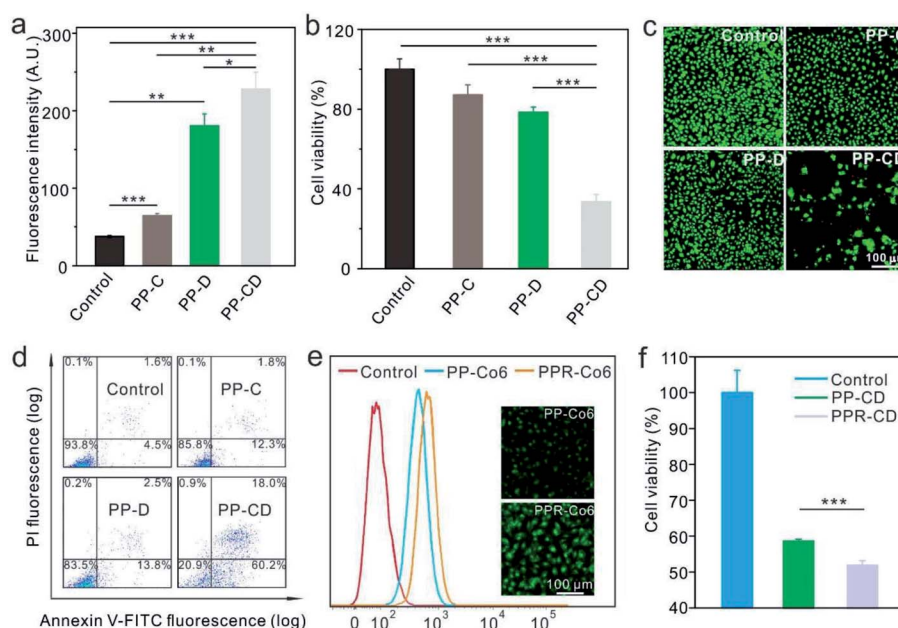 a
Fluorescence intensity (A.U.)
300
200
100
0
***
**
*
**
***
Control
PP-C
PP-D
PP-CD
b
Cell viability (%)
120
80
40
0
***
***
***
Control
PP-C
PP-D
PP-CD
c
Control
PP-C
PP-D
PP-CD
100 μm
d
PI fluorescence (log)
Annexin V-FITC fluorescence (log)
0.1% 1.6%
Control
93.8% 4.5%
0.1% 1.8%
PP-C
85.8% 12.3%
0.2% 2.5%
PP-D
83.5% 13.8%
0.9% 18.0%
PP-CD
20.9% 60.2%
e
Control PP-Co6 PPR-Co6
PP-Co6
PPR-Co6
100 μm
0 10² 10³ 10⁴ 10⁵
f
Cell viability (%)
110
100
90
80
70
60
50
40
Control
PP-CD
PPR-CD
***